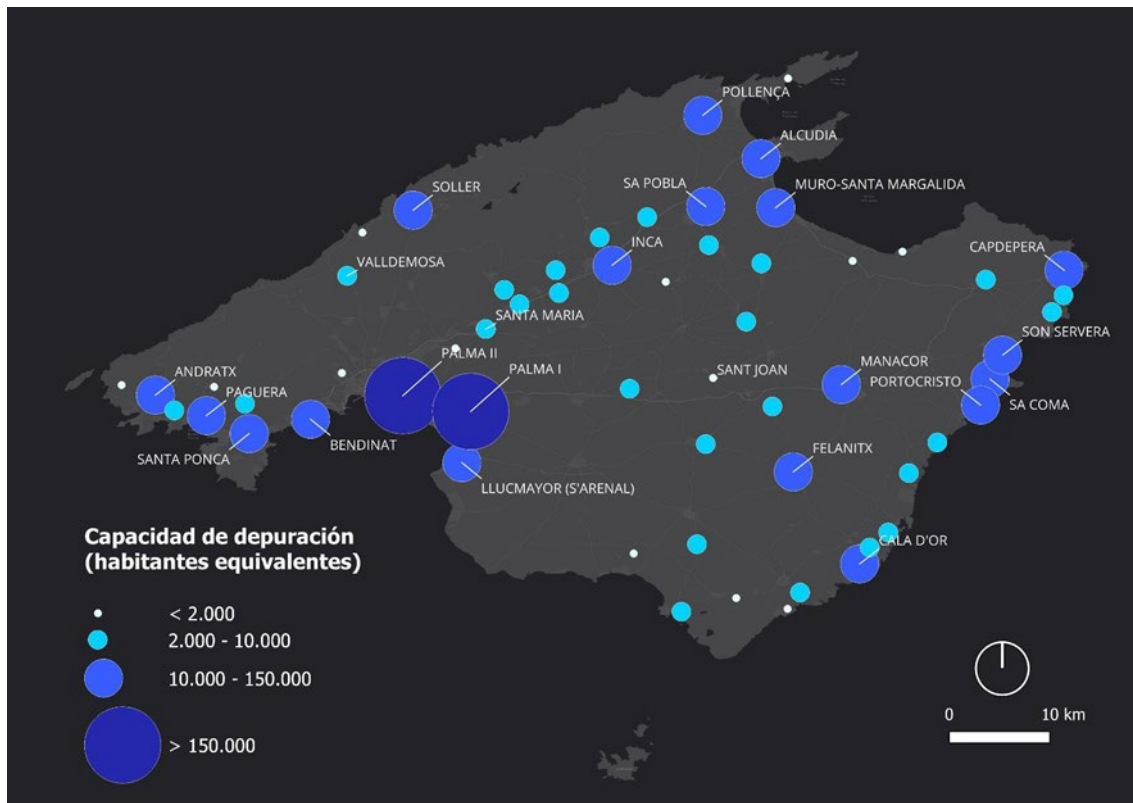 POLLENÇA
ALCUDIA
SOLLER
SA POBLA
MURO-SANTA MARGALIDA
INCA
CAPDEPERA
VALLDEMOSA
SANTA MARIA
SON SERVERA
PALMA II
ANDRATX
PALMA I
SANT JOAN
MANACOR
PAGUERA
PORTOCRISTO
SA COMA
BENDINAT
SANTA PONCA
FELANITX
LLUCMAYOR (S'ARENAL)
CALA D'OR
Capacidad de depuración
(habitantes equivalentes)
< 2.000
2.000 - 10.000
10.000 - 150.000
> 150.000
0 10 km